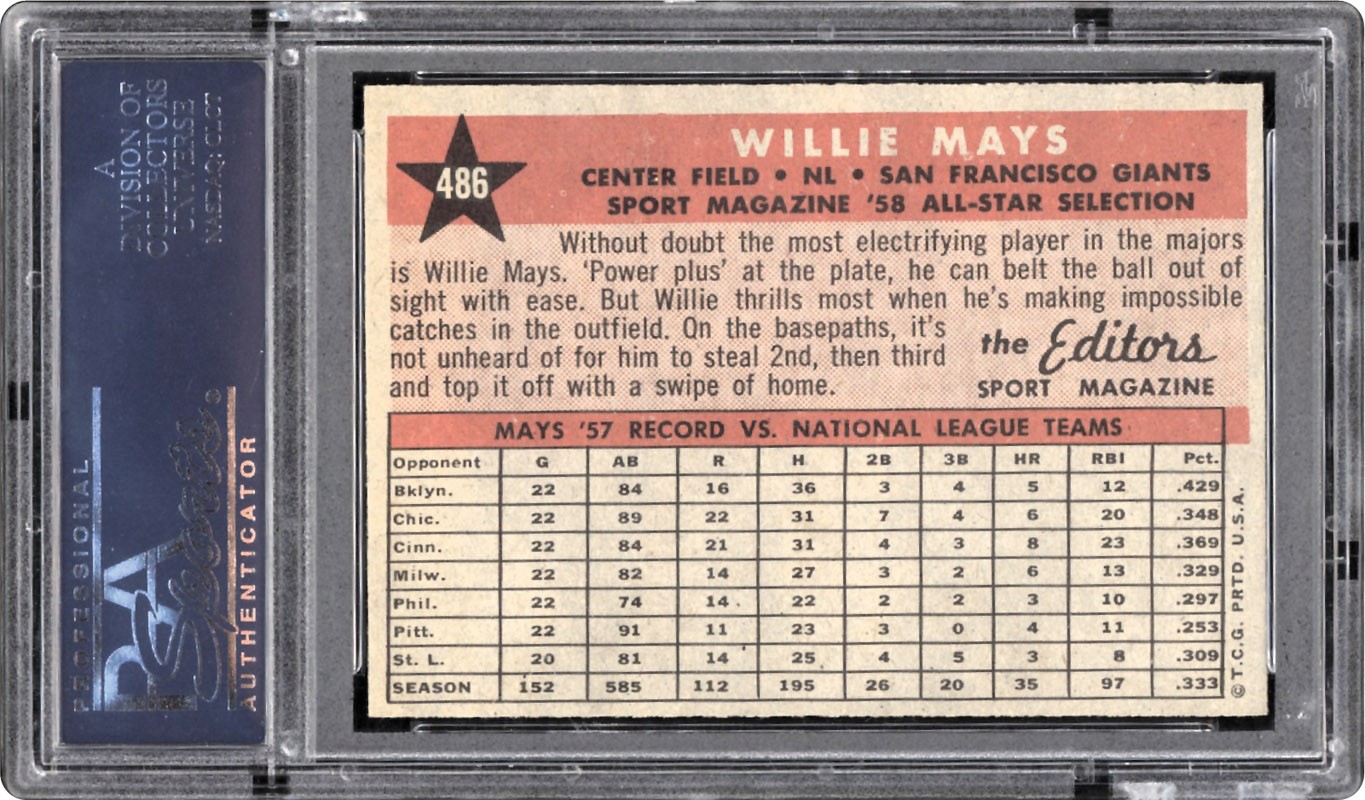 A
DIVISION OF
COLLECTORS
UNIVERSE
NASDAQ: CLCT
PROFESSIONAL
PSA
Sports®
AUTHENTICATOR
486
WILLIE MAYS
CENTER FIELD • NL • SAN FRANCISCO GIANTS
SPORT MAGAZINE '58 ALL-STAR SELECTION
Without doubt the most electrifying player in the majors
is Willie Mays. 'Power plus' at the plate, he can belt the ball out of
sight with ease. But Willie thrills most when he's making impossible
catches in the outfield. On the basepaths, it's
not unheard of for him to steal 2nd, then third
and top it off with a swipe of home.
the Editors
SPORT MAGAZINE
MAYS '57 RECORD VS. NATIONAL LEAGUE TEAMS
Opponent G AB R H 2B 3B HR RBI Pct.
Bklyn. 22 84 16 36 3 4 5 12 .429
Chic. 22 89 22 31 7 4 6 20 .348
Cinn. 22 84 21 31 4 3 8 23 .369
Milw. 22 82 14 27 3 2 6 13 .329
Phil. 22 74 14 22 2 2 3 10 .297
Pitt. 22 91 11 23 3 0 4 11 .253
St. L. 20 81 14 25 4 5 3 8 .309
SEASON 152 585 112 195 26 20 35 97 .333
© T.C.G. PRTD. U.S.A.